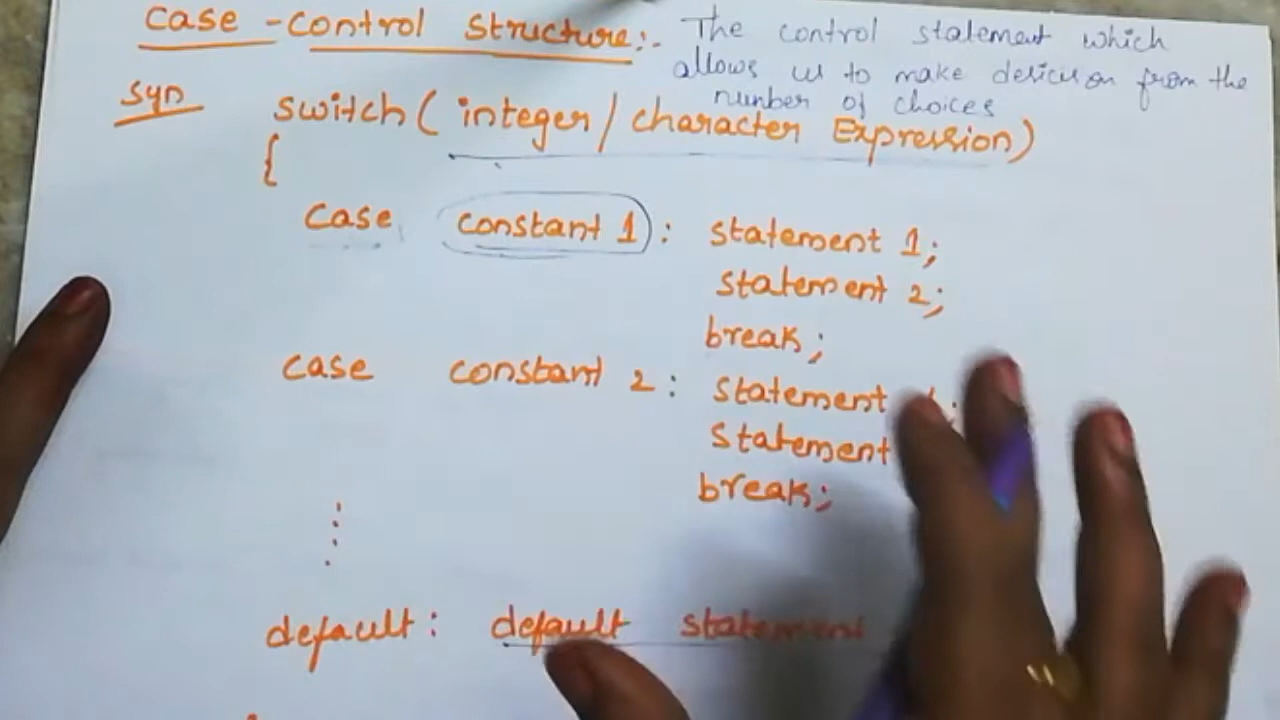 Case - Control Structure:- The control statement which
allows us to make decision from the
number of choices
Syn switch( integer / character Expression)
{
case constant 1 : statement 1;
statement 2;
break;
case constant 2 : statement
statement
break;
⋮
default: default statement